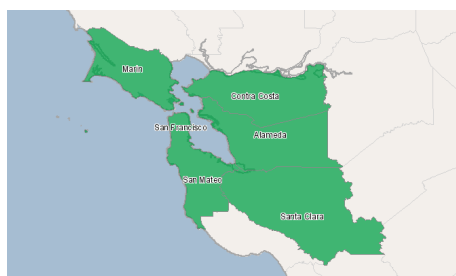 Marin
Contra Costa
San Francisco
Alameda
San Mateo
Santa Clara